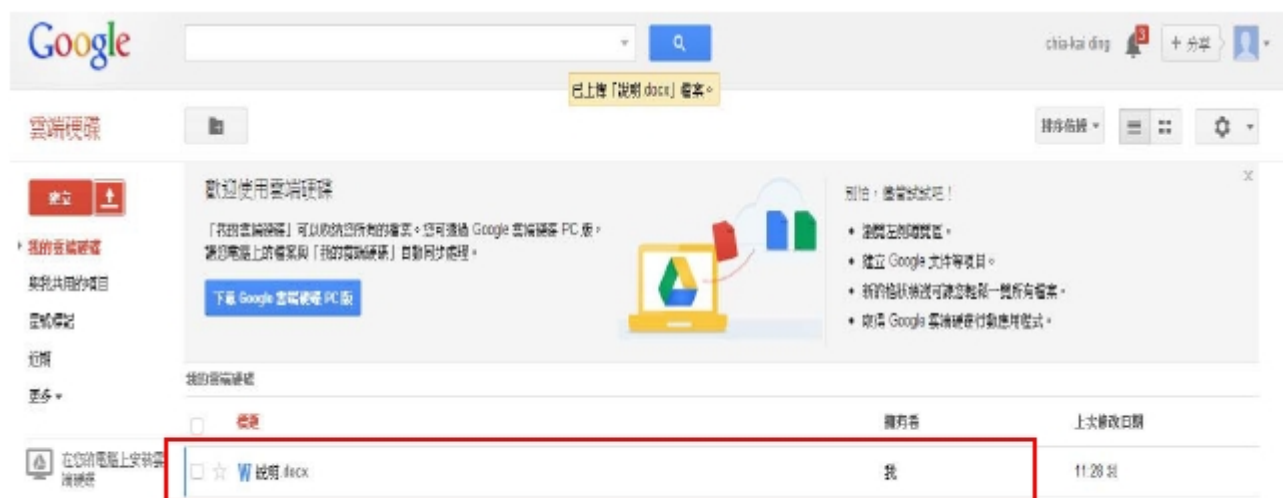 Google
chia-kai ding
3
+ 分享
已上傳「說明.docx」檔案。
雲端硬碟
排序依據
建立
歡迎使用雲端硬碟
別怕，儘管試試吧！
X
「我的雲端硬碟」可以收納您所有的檔案。您可透過 Google 雲端硬碟 PC 版，
讓您電腦上的檔案與「我的雲端硬碟」自動同步處理。
下載 Google 雲端硬碟 PC 版
瀏覽左側導覽區。
建立 Google 文件等項目。
新的格狀檢視可讓您輕鬆一覽所有檔案。
取得 Google 雲端硬碟行動應用程式。
我的雲端硬碟
與我共用的項目
已加星號
近期
更多
我的雲端硬碟
標題
擁有者
上次修改日期
在您的電腦上安裝雲
端硬碟
W 說明.docx
我
11:28 我